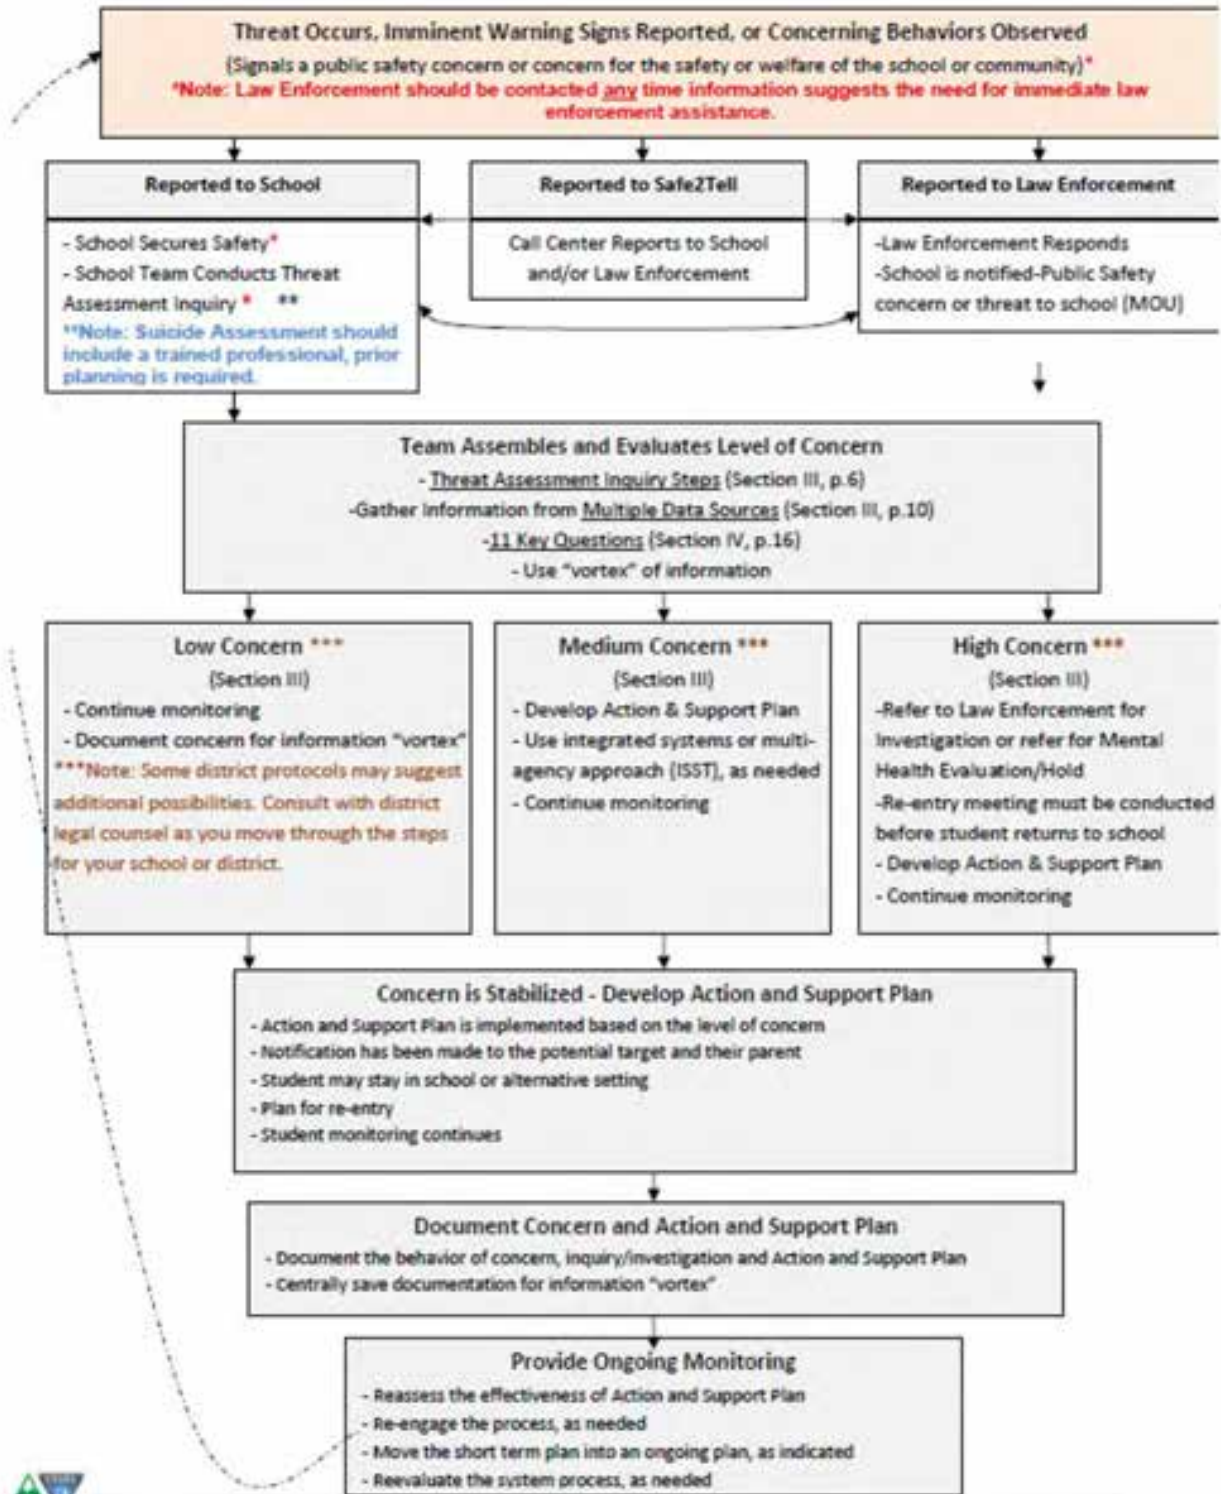 Threat Occurs, Imminent Warning Signs Reported, or Concerning Behaviors Observed
(Signals a public safety concern or concern for the safety or welfare of the school or community)*
*Note: Law Enforcement should be contacted any time information suggests the need for immediate law
enforcement assistance.
Reported to School
- School Secures Safety*
- School Team Conducts Threat
Assessment Inquiry * **
**Note: Suicide Assessment should
include a trained professional, prior
planning is required.
Reported to Safe2Tell
Call Center Reports to School
and/or Law Enforcement
Reported to Law Enforcement
-Law Enforcement Responds
-School is notified-Public Safety
concern or threat to school (MOU)
Team Assembles and Evaluates Level of Concern
- Threat Assessment Inquiry Steps (Section III, p.6)
-Gather Information from Multiple Data Sources (Section III, p.10)
-11 Key Questions (Section IV, p.16)
- Use "vortex" of information
Low Concern ***
(Section III)
- Continue monitoring
- Document concern for information "vortex"
***Note: Some district protocols may suggest
additional possibilities. Consult with district
legal counsel as you move through the steps
for your school or district.
Medium Concern ***
(Section III)
- Develop Action & Support Plan
- Use integrated systems or multi-
agency approach (ISST), as needed
- Continue monitoring
High Concern ***
(Section III)
-Refer to Law Enforcement for
Investigation or refer for Mental
Health Evaluation/Hold
-Re-entry meeting must be conducted
before student returns to school
- Develop Action & Support Plan
- Continue monitoring
Concern is Stabilized - Develop Action and Support Plan
- Action and Support Plan is implemented based on the level of concern
- Notification has been made to the potential target and their parent
- Student may stay in school or alternative setting
- Plan for re-entry
- Student monitoring continues
Document Concern and Action and Support Plan
- Document the behavior of concern, inquiry/investigation and Action and Support Plan
- Centrally save documentation for information "vortex"
Provide Ongoing Monitoring
- Reassess the effectiveness of Action and Support Plan
- Re-engage the process, as needed
- Move the short term plan into an ongoing plan, as indicated
- Reevaluate the system process, as needed